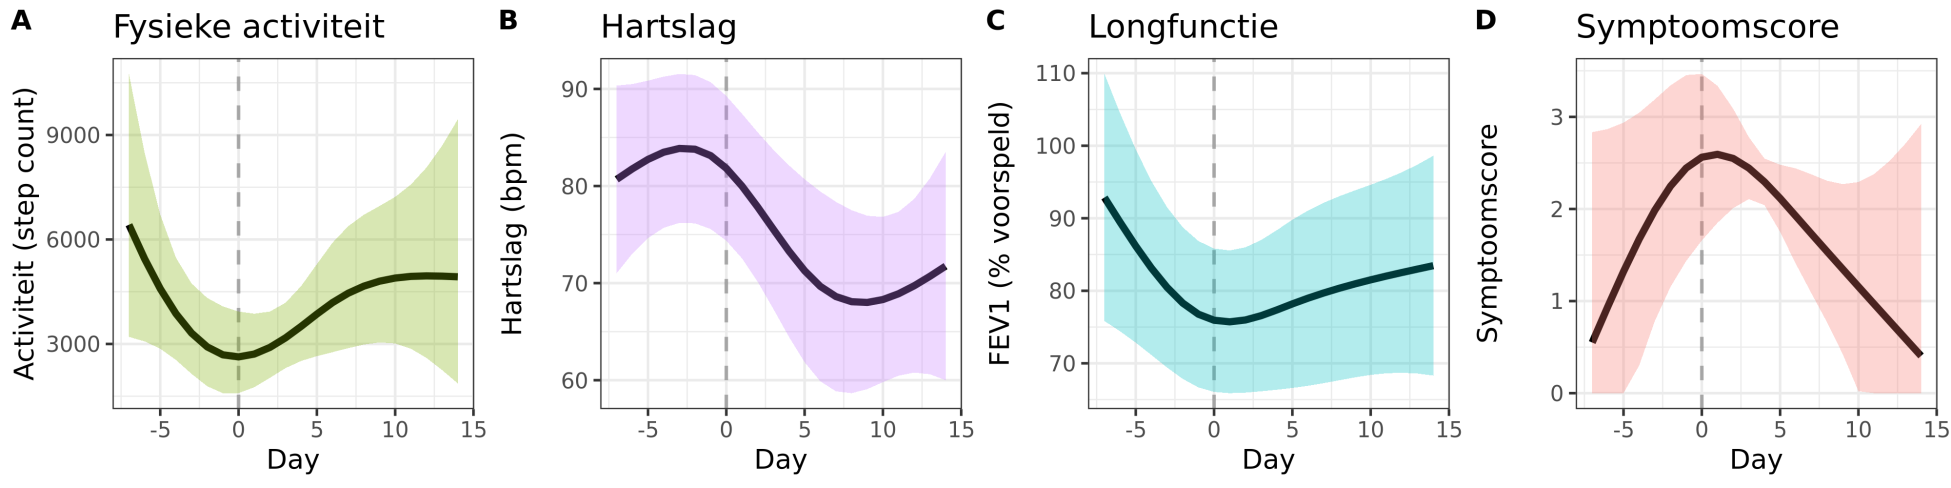 A Fysieke activiteit
Activiteit (step count)
9000
6000
3000
-5 0 5 10 15
Day
B Hartslag
Hartslag (bpm)
90
80
70
60
-5 0 5 10 15
Day
C Longfunctie
FEV1 (% voorspeld)
110
100
90
80
70
-5 0 5 10 15
Day
D Symptoomscore
Symptoomscore
3
2
1
0
-5 0 5 10 15
Day